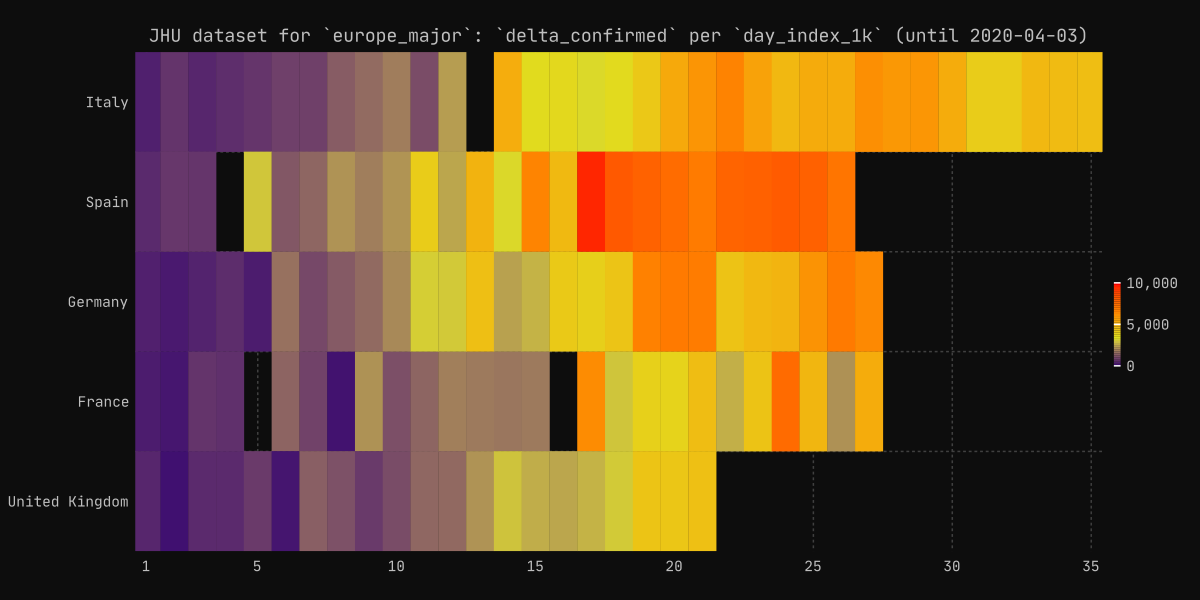 JHU dataset for `europe_major`: `delta_confirmed` per `day_index_1k` (until 2020-04-03)
Italy
Spain
Germany
France
United Kingdom
10,000
5,000
0
1 5 10 15 20 25 30 35